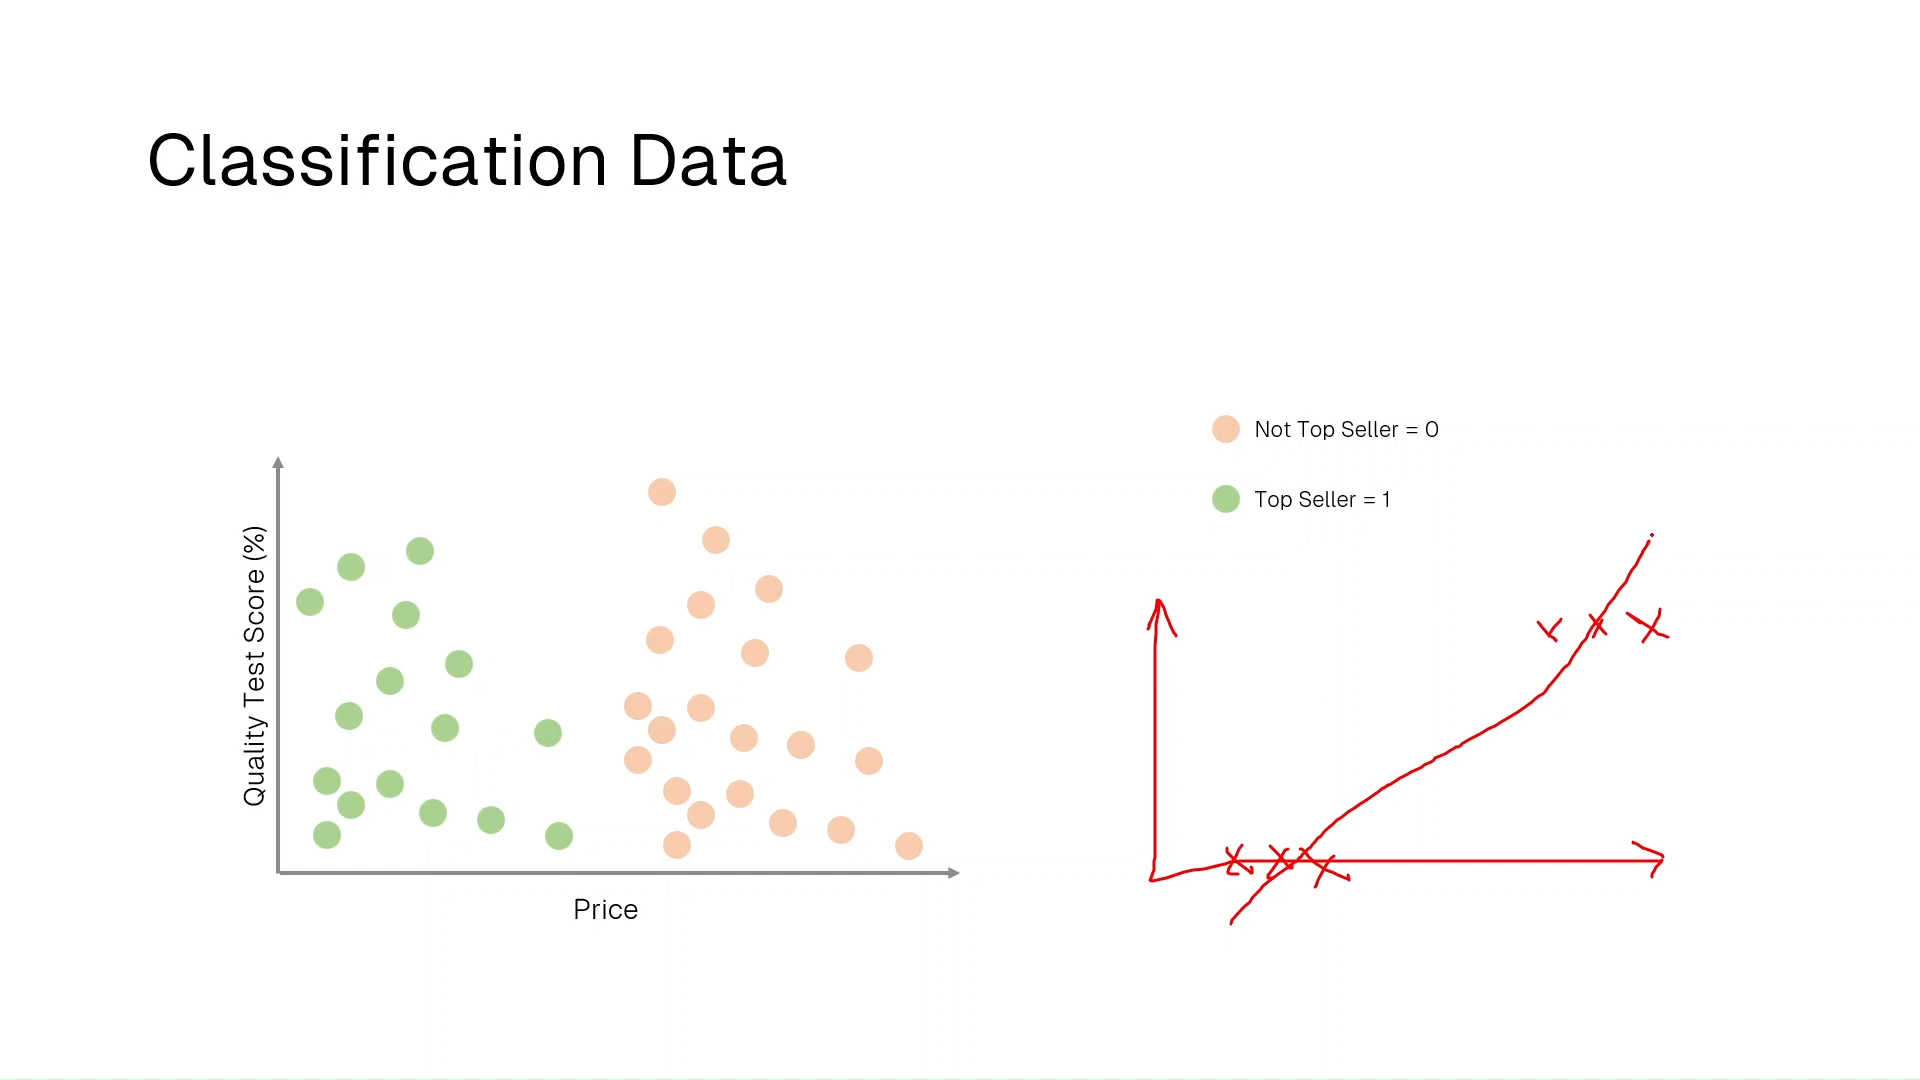 Classification Data
Not Top Seller = 0
Top Seller = 1
Quality Test Score (%)
Price